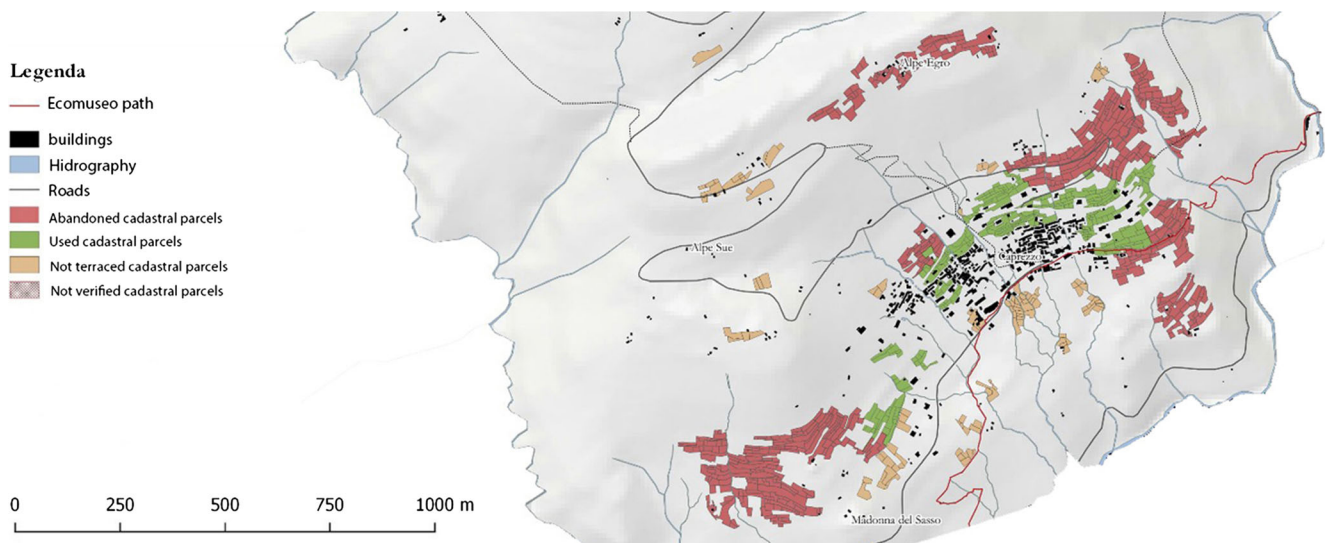 Legenda
Ecomuseo path
buildings
Hidrography
Roads
Abandoned cadastral parcels
Used cadastral parcels
Not terraced cadastral parcels
Not verified cadastral parcels
0 250 500 750 1000 m
Alpe Egro
Alpe Sue
Caprezzo
Madonna del Sasso